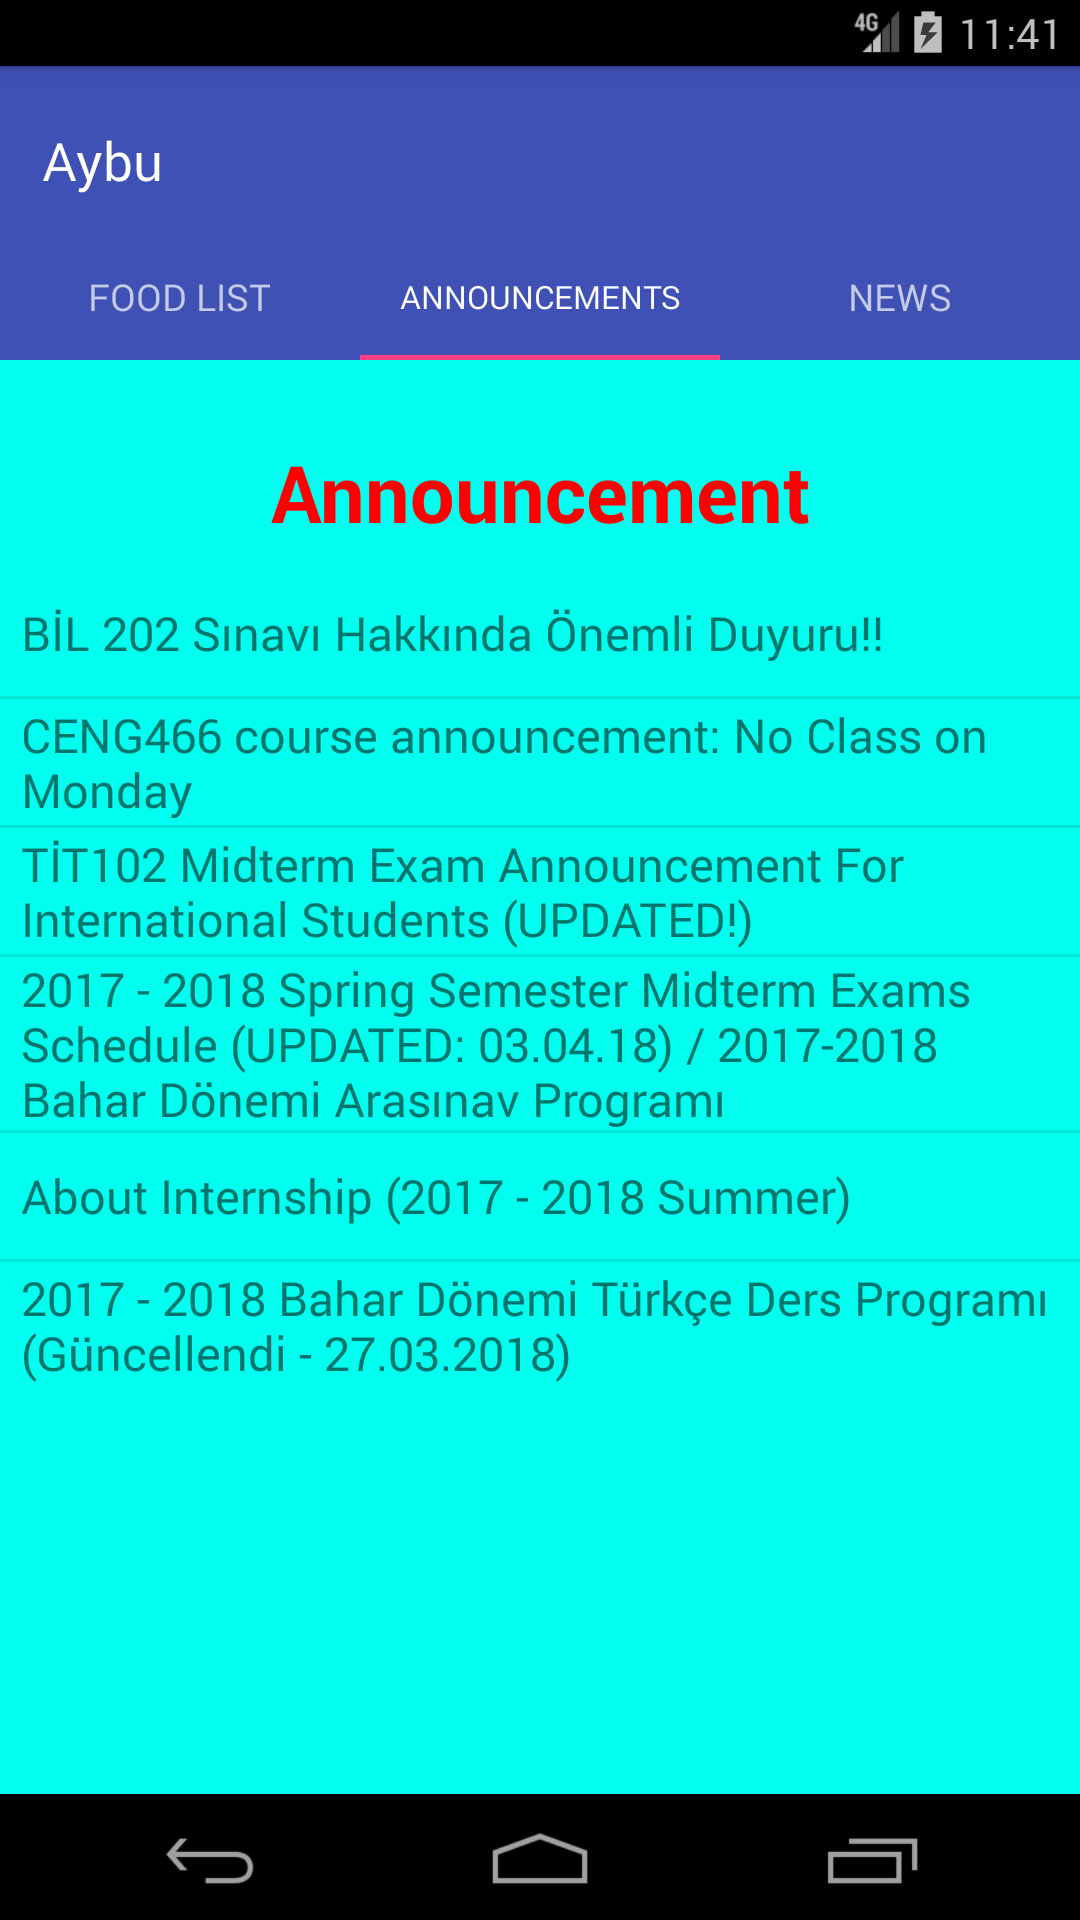 4G 11:41
Aybu
FOOD LIST ANNOUNCEMENTS NEWS
Announcement
BİL 202 Sınavı Hakkında Önemli Duyuru!!
CENG466 course announcement: No Class on
Monday
TİT102 Midterm Exam Announcement For
International Students (UPDATED!)
2017 - 2018 Spring Semester Midterm Exams
Schedule (UPDATED: 03.04.18) / 2017-2018
Bahar Dönemi Arasınav Programı
About Internship (2017 - 2018 Summer)
2017 - 2018 Bahar Dönemi Türkçe Ders Programı
(Güncellendi - 27.03.2018)